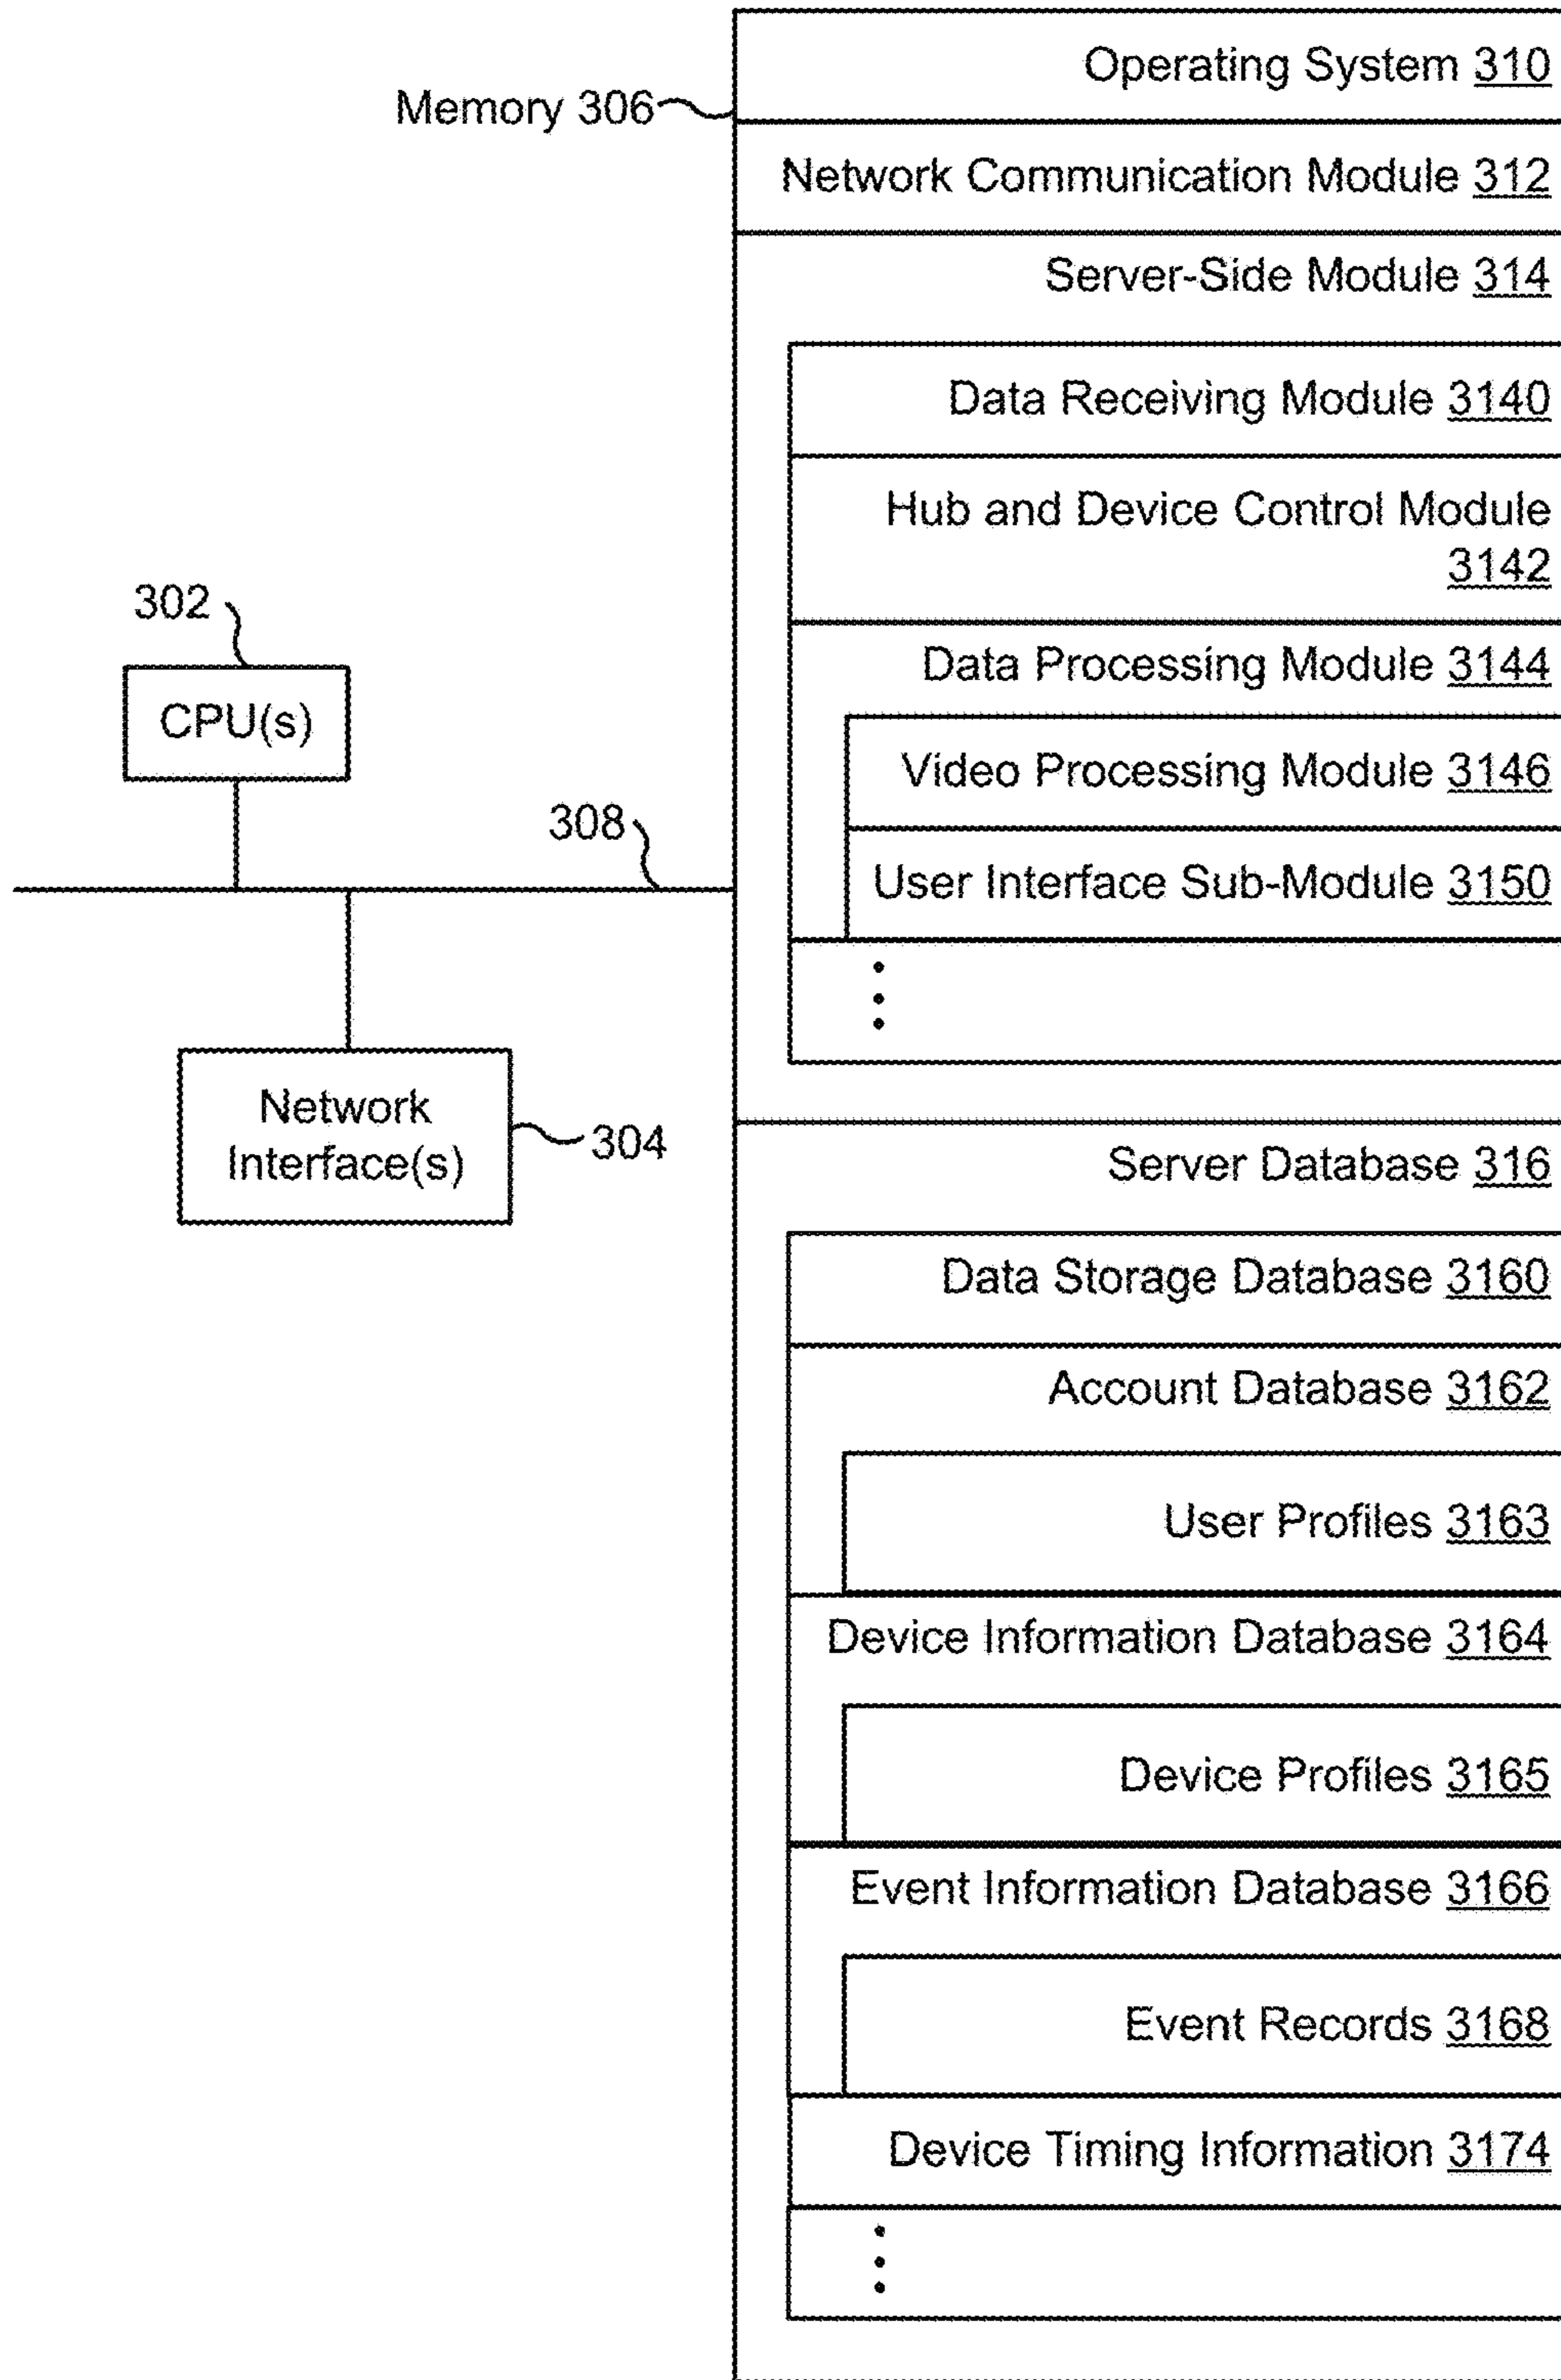 Operating System 310
Memory 306
Network Communication Module 312
Server-Side Module 314
Data Receiving Module 3140
Hub and Device Control Module
3142
302
CPU(s)
Data Processing Module 3144
Video Processing Module 3146
308
User Interface Sub-Module 3150
Network
Interface(s)
304
Server Database 316
Data Storage Database 3160
Account Database 3162
User Profiles 3163
Device Information Database 3164
Device Profiles 3165
Event Information Database 3166
Event Records 3168
Device Timing Information 3174